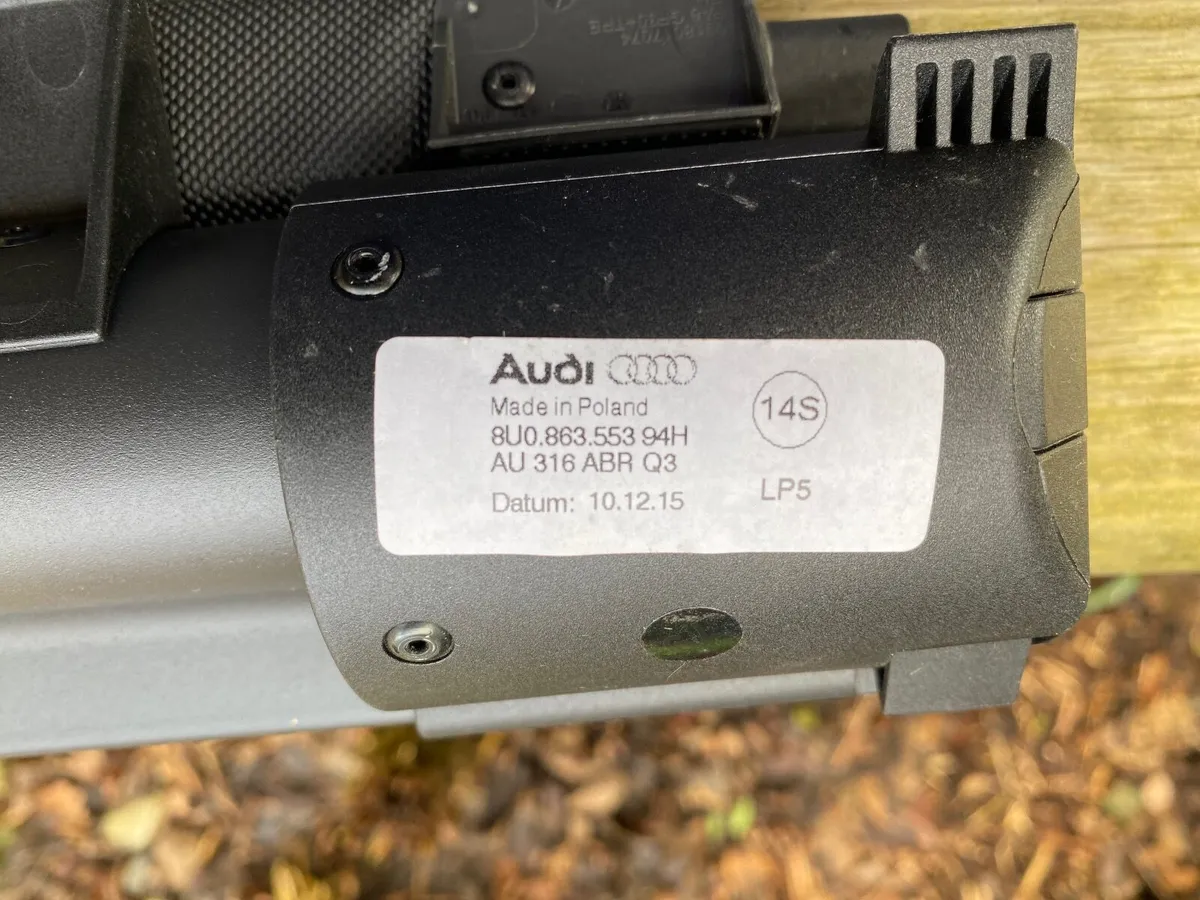 Audi
Made in Poland
8U0.863.553 94H
AU 316 ABR Q3
Datum: 10.12.15
14S
LP5